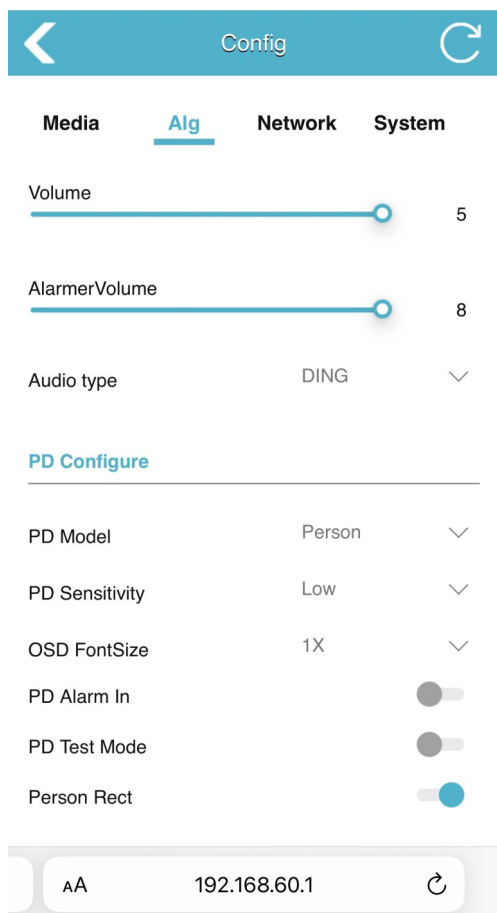 Config
Media Alg Network System
Volume
5
AlarmerVolume
8
Audio type DING
PD Configure
PD Model Person
PD Sensitivity Low
OSD FontSize 1X
PD Alarm In
PD Test Mode
Person Rect
AA 192.168.60.1